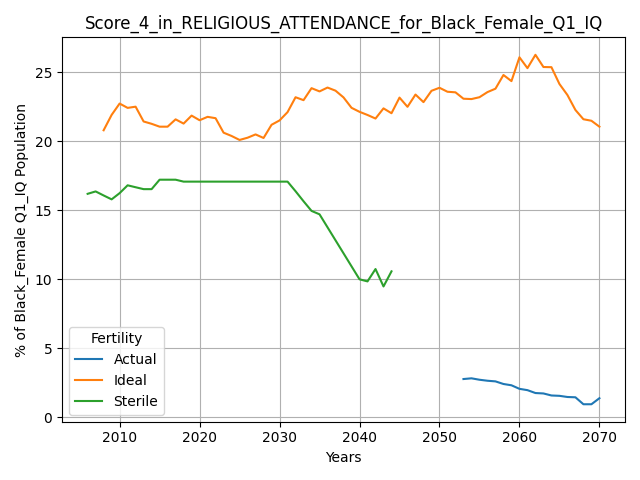 Score_4_in_RELIGIOUS_ATTENDANCE_for_Black_Female_Q1_IQ
% of Black_Female Q1_IQ Population
25
20
15
10
5
0
Fertility
Actual
Ideal
Sterile
2010 2020 2030 2040 2050 2060 2070
Years